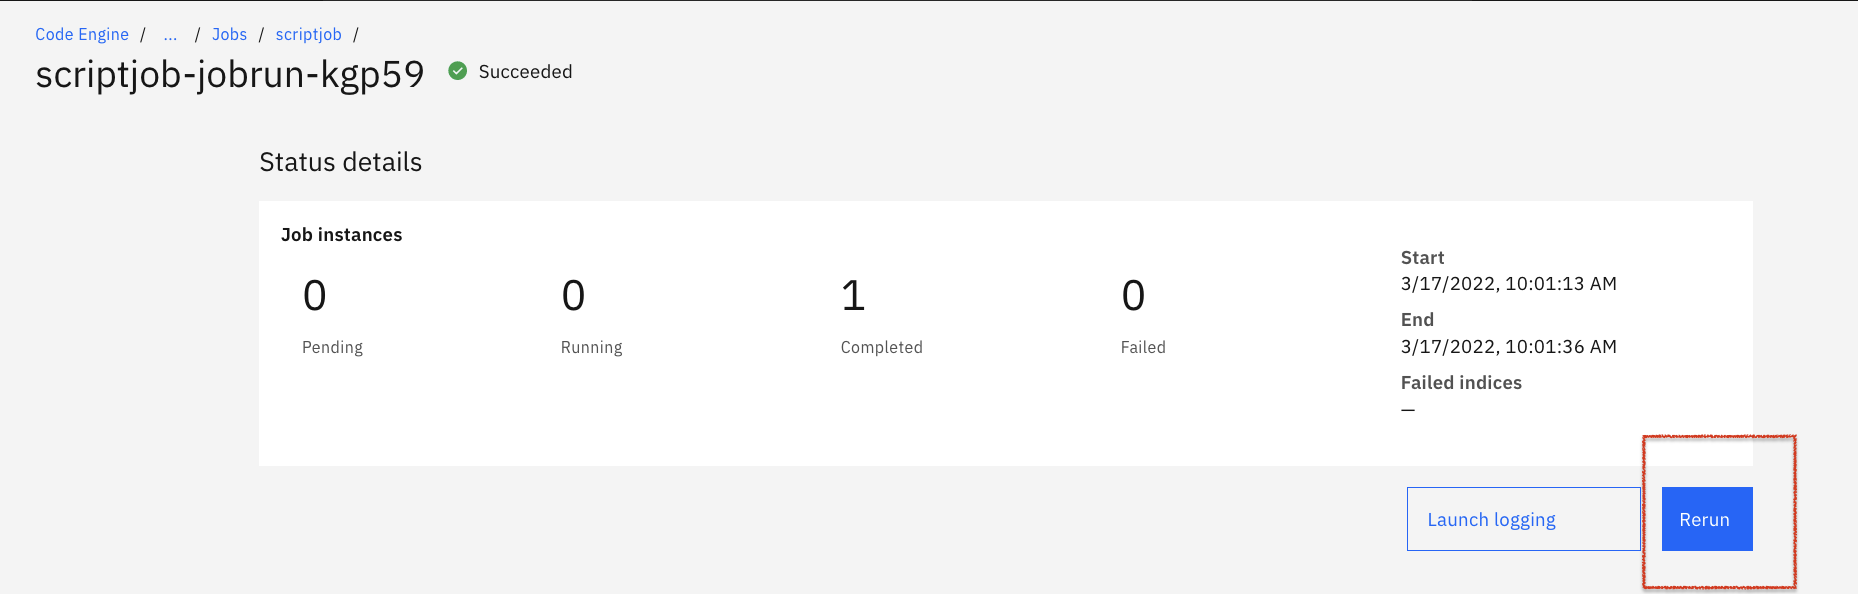 Code Engine / ... / Jobs / scriptjob /
scriptjob-jobrun-kgp59 Succeeded
Status details
Job instances
0 0 1 0
Pending Running Completed Failed
Start
3/17/2022, 10:01:13 AM
End
3/17/2022, 10:01:36 AM
Failed indices
—
Launch logging Rerun